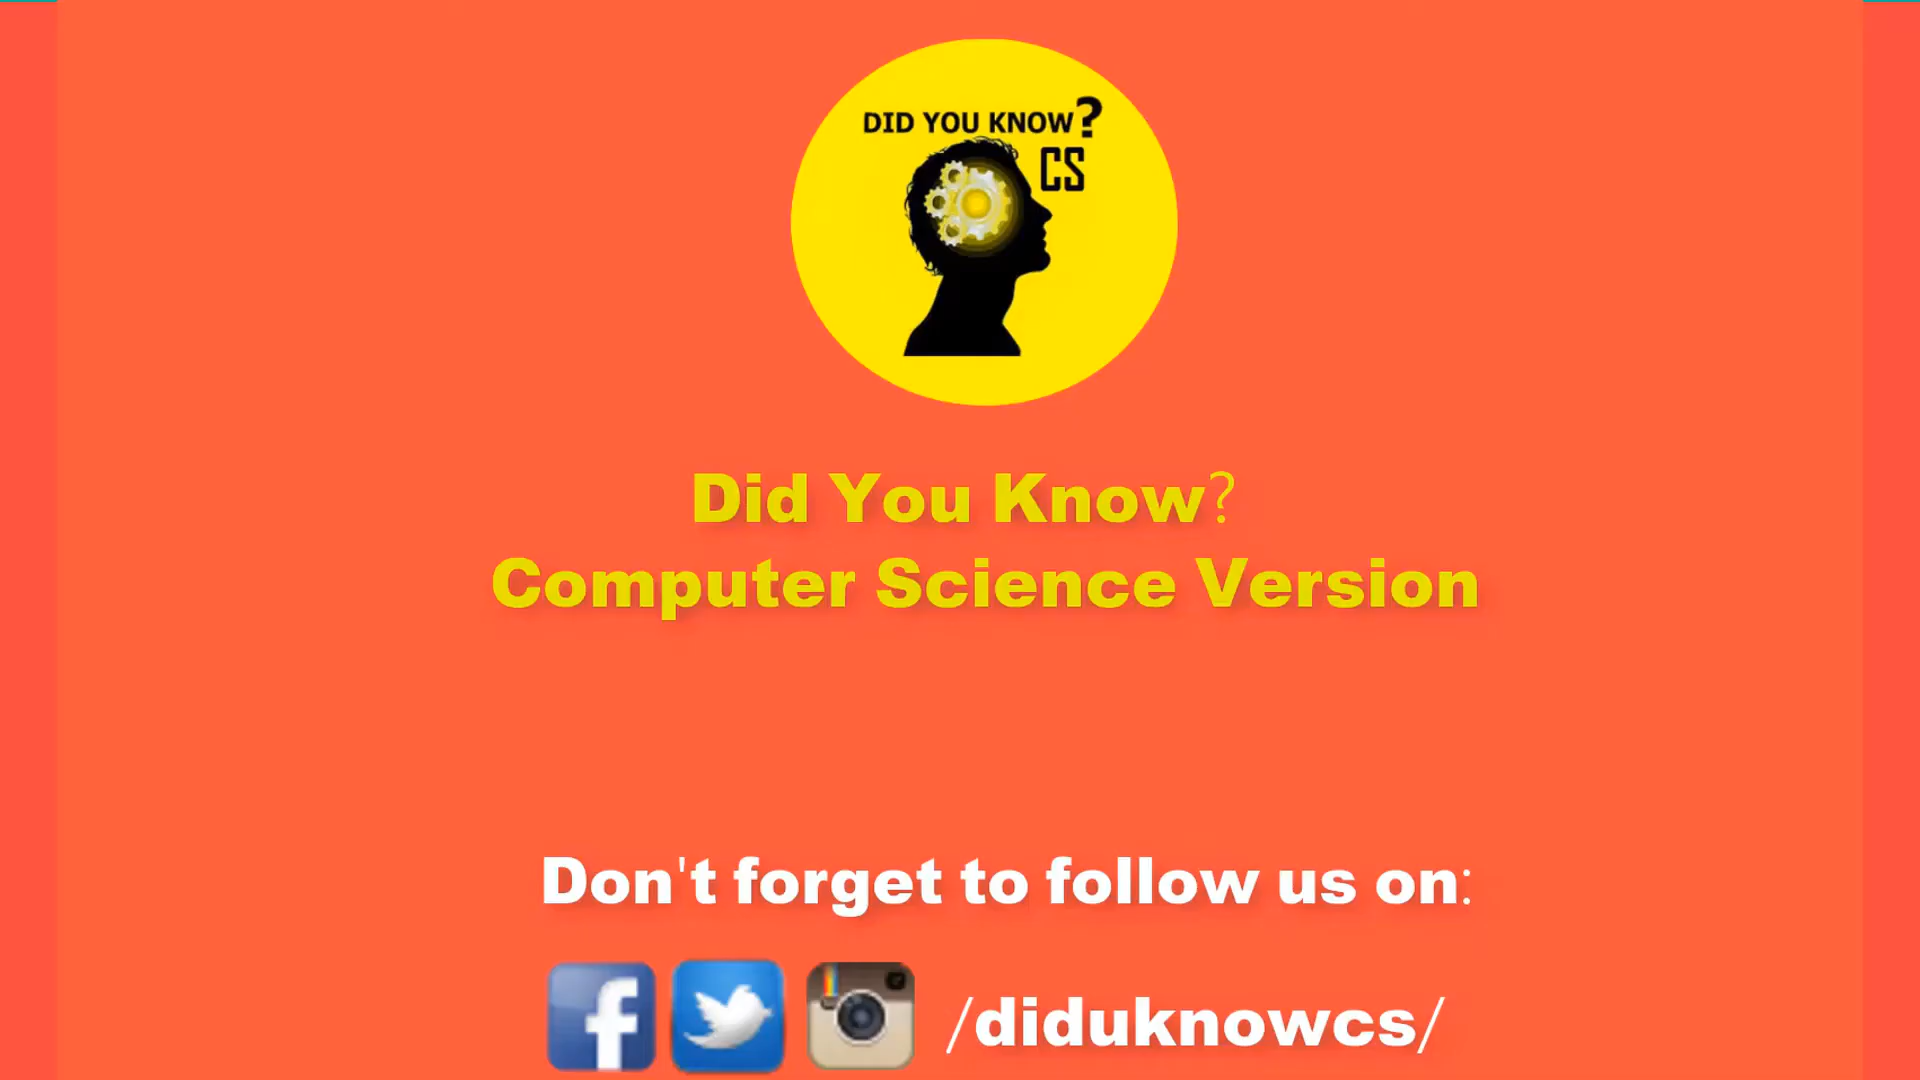 DID YOU KNOW?
CS
Did You Know?
Computer Science Version
Don't forget to follow us on:
/diduknowcs/